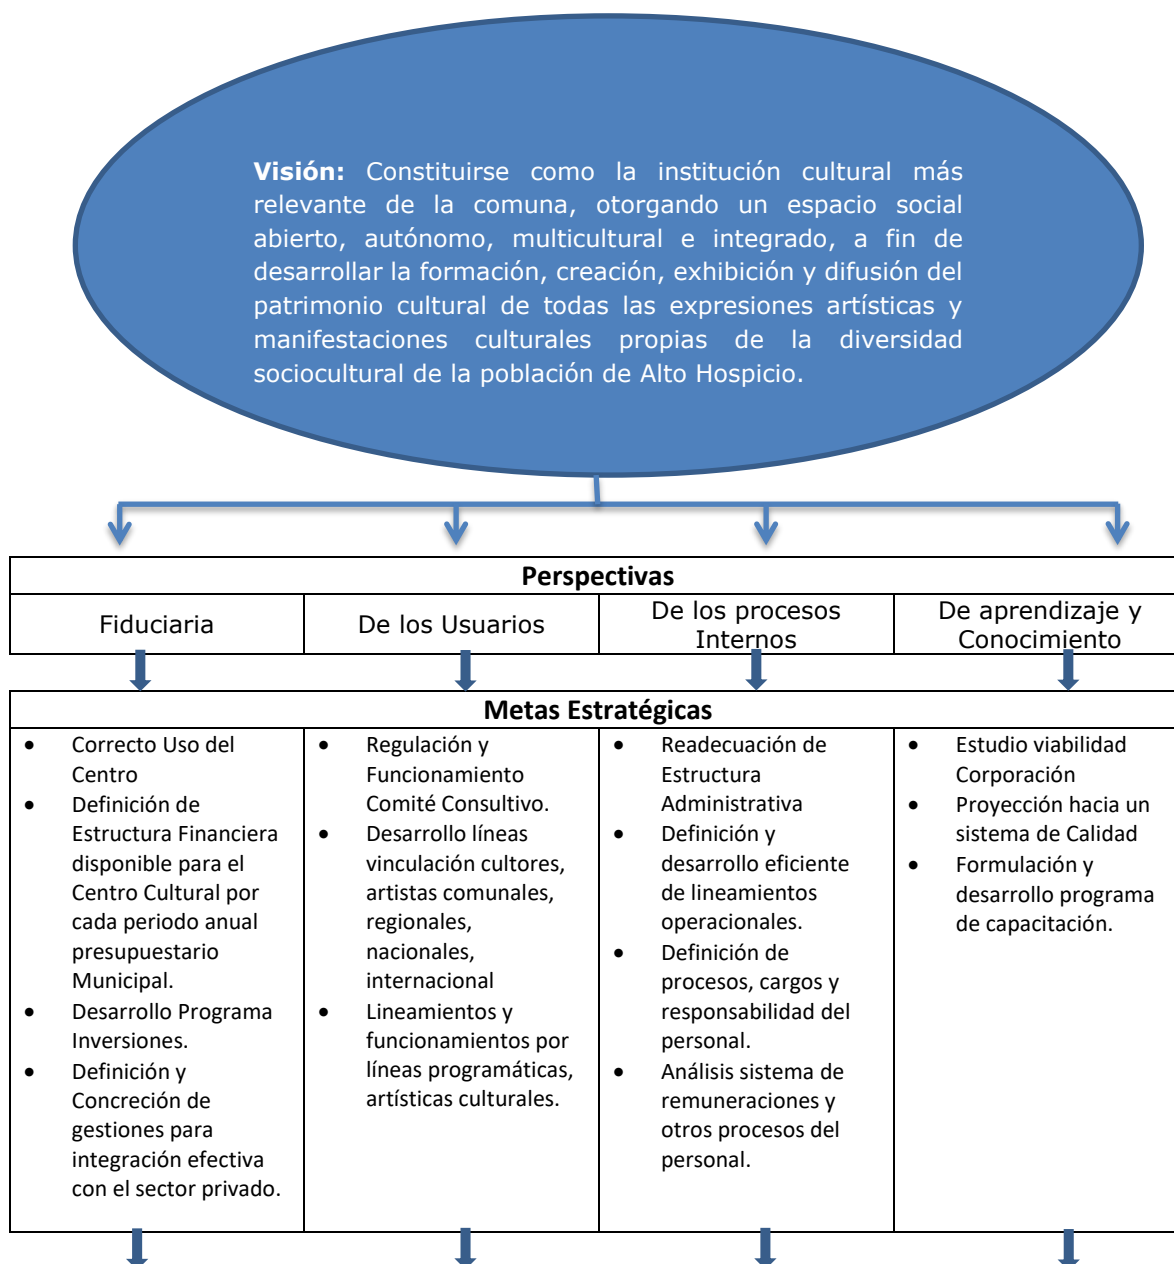 Visión: Constituirse como la institución cultural más
relevante de la comuna, otorgando un espacio social
abierto, autónomo, multicultural e integrado, a fin de
desarrollar la formación, creación, exhibición y difusión del
patrimonio cultural de todas las expresiones artísticas y
manifestaciones culturales propias de la diversidad
sociocultural de la población de Alto Hospicio.
Perspectivas
Fiduciaria
De los Usuarios
De los procesos
Internos
De aprendizaje y
Conocimiento
Metas Estratégicas
• Correcto Uso del
Centro
• Definición de
Estructura Financiera
disponible para el
Centro Cultural por
cada periodo anual
presupuestario
Municipal.
• Desarrollo Programa
Inversiones.
• Definición y
Concreción de
gestiones para
integración efectiva
con el sector privado.
• Regulación y
Funcionamiento
Comité Consultivo.
• Desarrollo líneas
vinculación cultores,
artistas comunales,
regionales,
nacionales,
internacional
• Lineamientos y
funcionamientos por
líneas programáticas,
artísticas culturales.
• Readecuación de
Estructura
Administrativa
• Definición y
desarrollo eficiente
de lineamientos
operacionales.
• Definición de
procesos, cargos y
responsabilidad del
personal.
• Análisis sistema de
remuneraciones y
otros procesos del
personal.
• Estudio viabilidad
Corporación
• Proyección hacia un
sistema de Calidad
• Formulación y
desarrollo programa
de capacitación.